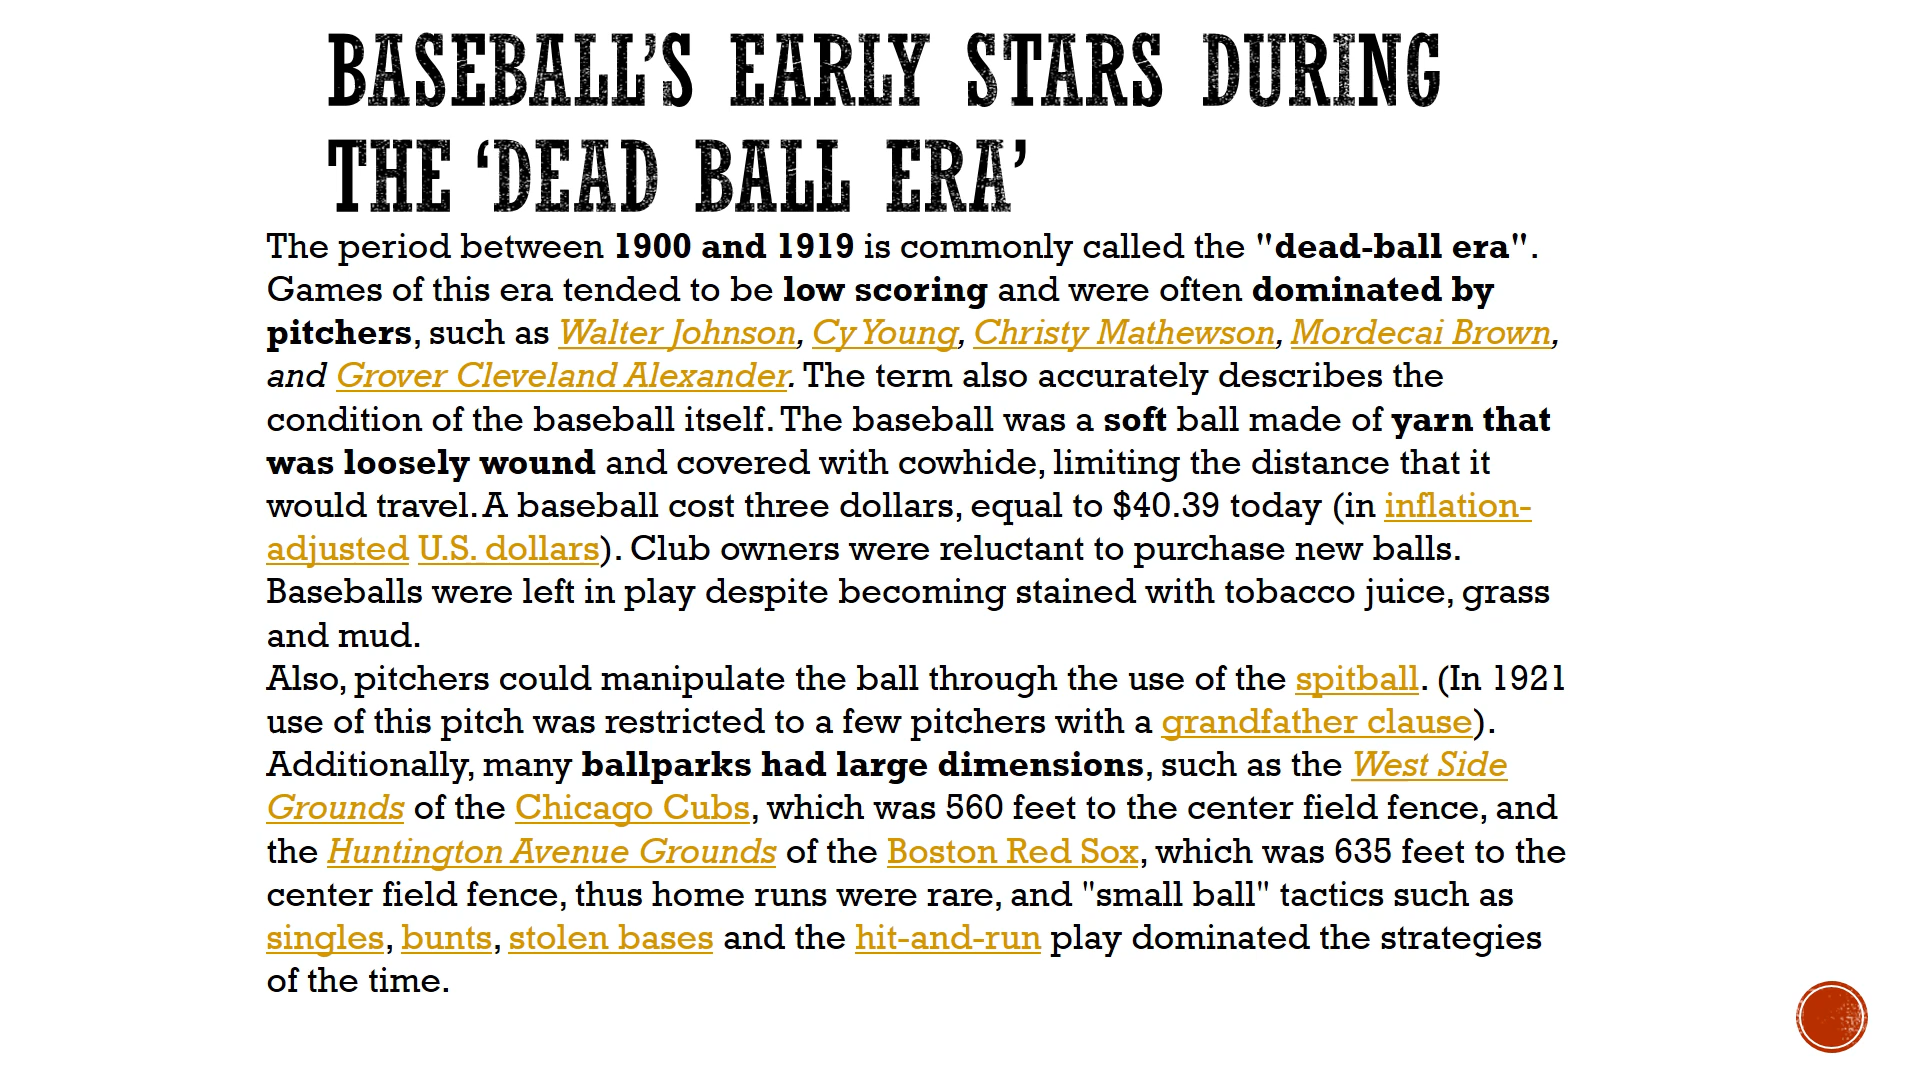 BASEBALL'S EARLY STARS DURING
THE ‘DEAD BALL ERA’
The period between 1900 and 1919 is commonly called the "dead-ball era".
Games of this era tended to be low scoring and were often dominated by
pitchers, such as Walter Johnson, Cy Young, Christy Mathewson, Mordecai Brown,
and Grover Cleveland Alexander. The term also accurately describes the
condition of the baseball itself. The baseball was a soft ball made of yarn that
was loosely wound and covered with cowhide, limiting the distance that it
would travel. A baseball cost three dollars, equal to $40.39 today (in inflation-
adjusted U.S. dollars). Club owners were reluctant to purchase new balls.
Baseballs were left in play despite becoming stained with tobacco juice, grass
and mud.
Also, pitchers could manipulate the ball through the use of the spitball. (In 1921
use of this pitch was restricted to a few pitchers with a grandfather clause).
Additionally, many ballparks had large dimensions, such as the West Side
Grounds of the Chicago Cubs, which was 560 feet to the center field fence, and
the Huntington Avenue Grounds of the Boston Red Sox, which was 635 feet to the
center field fence, thus home runs were rare, and "small ball" tactics such as
singles, bunts, stolen bases and the hit-and-run play dominated the strategies
of the time.